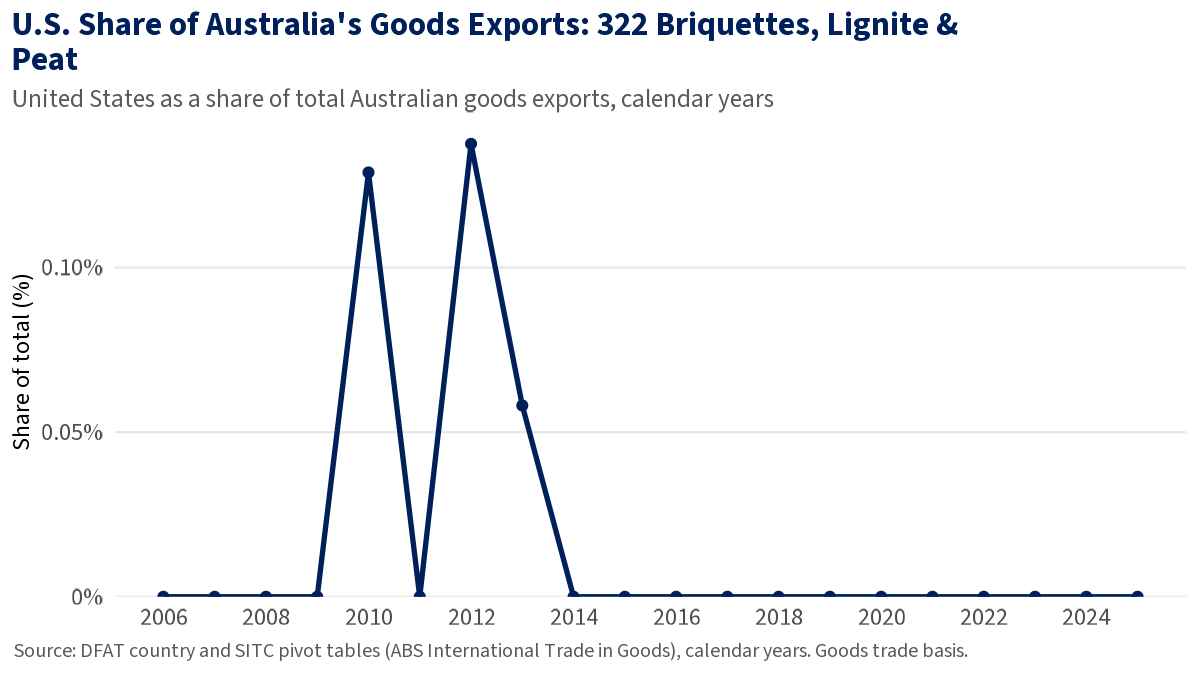 U.S. Share of Australia's Goods Exports: 322 Briquettes, Lignite &
Peat
United States as a share of total Australian goods exports, calendar years
Share of total (%)
0.10%
0.05%
0%
2006 2008 2010 2012 2014 2016 2018 2020 2022 2024
Source: DFAT country and SITC pivot tables (ABS International Trade in Goods), calendar years. Goods trade basis.